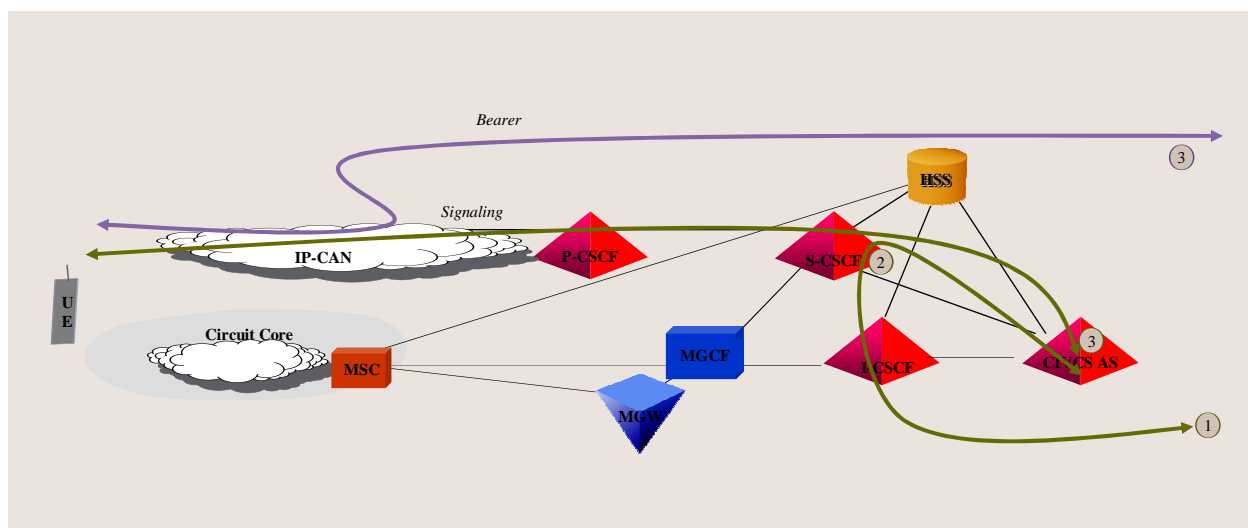 Bearer
3
HSS
Signaling
IP-CAN
P-CSCF
S-CSCF
2
U
E
Circuit Core
MSC
MGCF
I-CSCF
3
MGW
1